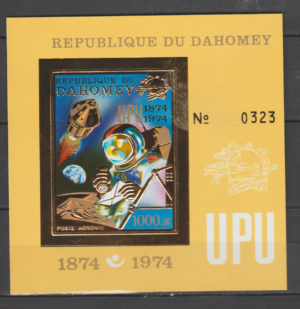 REPUBLIQUE DU DAHOMEY
REPUBLIQUE DU
DAHOMEY
UPU 1874
1974
No 0323
POSTE AERIENNE
1000F
UPU
1874 1974